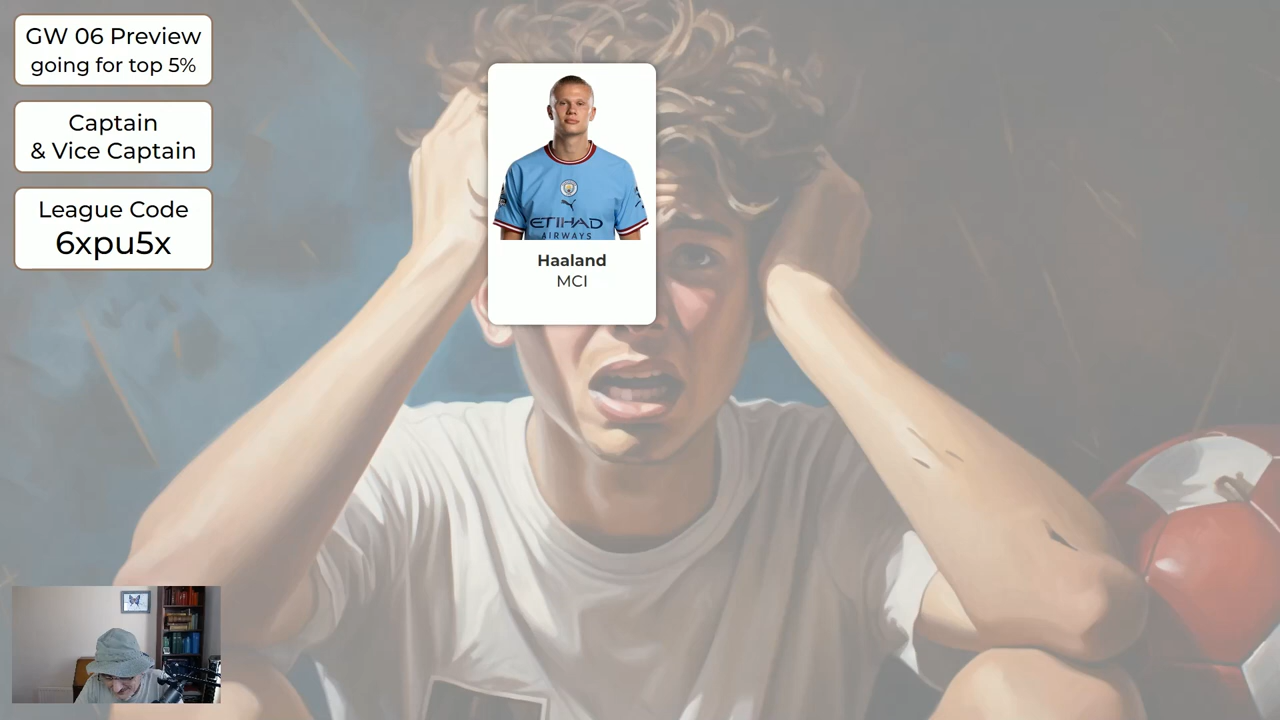 GW 06 Preview
going for top 5%
Captain
& Vice Captain
League Code
6xpu5x
ETIHAD
AIRWAYS
Haaland
MCI